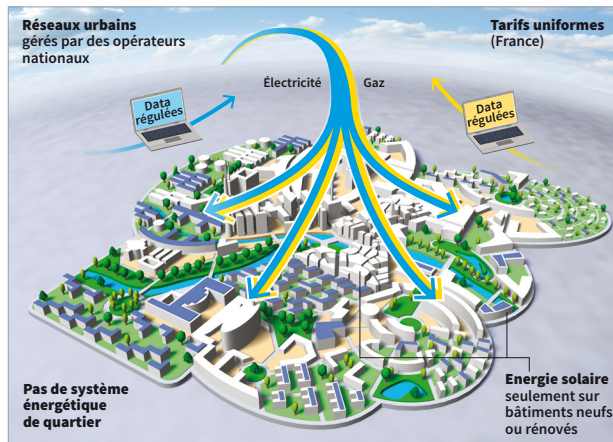 Réseaux urbains
gérés par des opérateurs
nationaux
Tarifs uniformes
(France)
Électricité
Gaz
Data
régulées
Data
régulées
Pas de système
énergétique
de quartier
Energie solaire
seulement sur
bâtiments neufs
ou rénovés